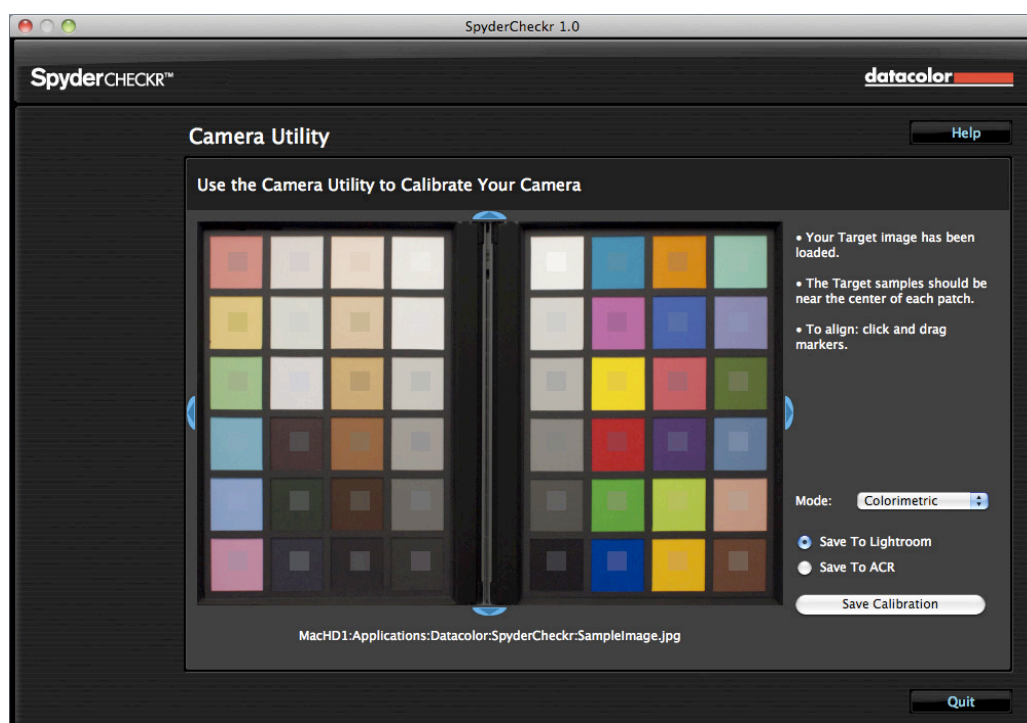 SpyderCheckr 1.0
SpyderCHECKR™
datacolor
Camera Utility
Help
Use the Camera Utility to Calibrate Your Camera
• Your Target image has been
loaded.
• The Target samples should be
near the center of each patch.
• To align: click and drag
markers.
Mode: Colorimetric
Save To Lightroom
Save To ACR
Save Calibration
MacHD1:Applications:Datacolor:SpyderCheckr:SampleImage.jpg
Quit